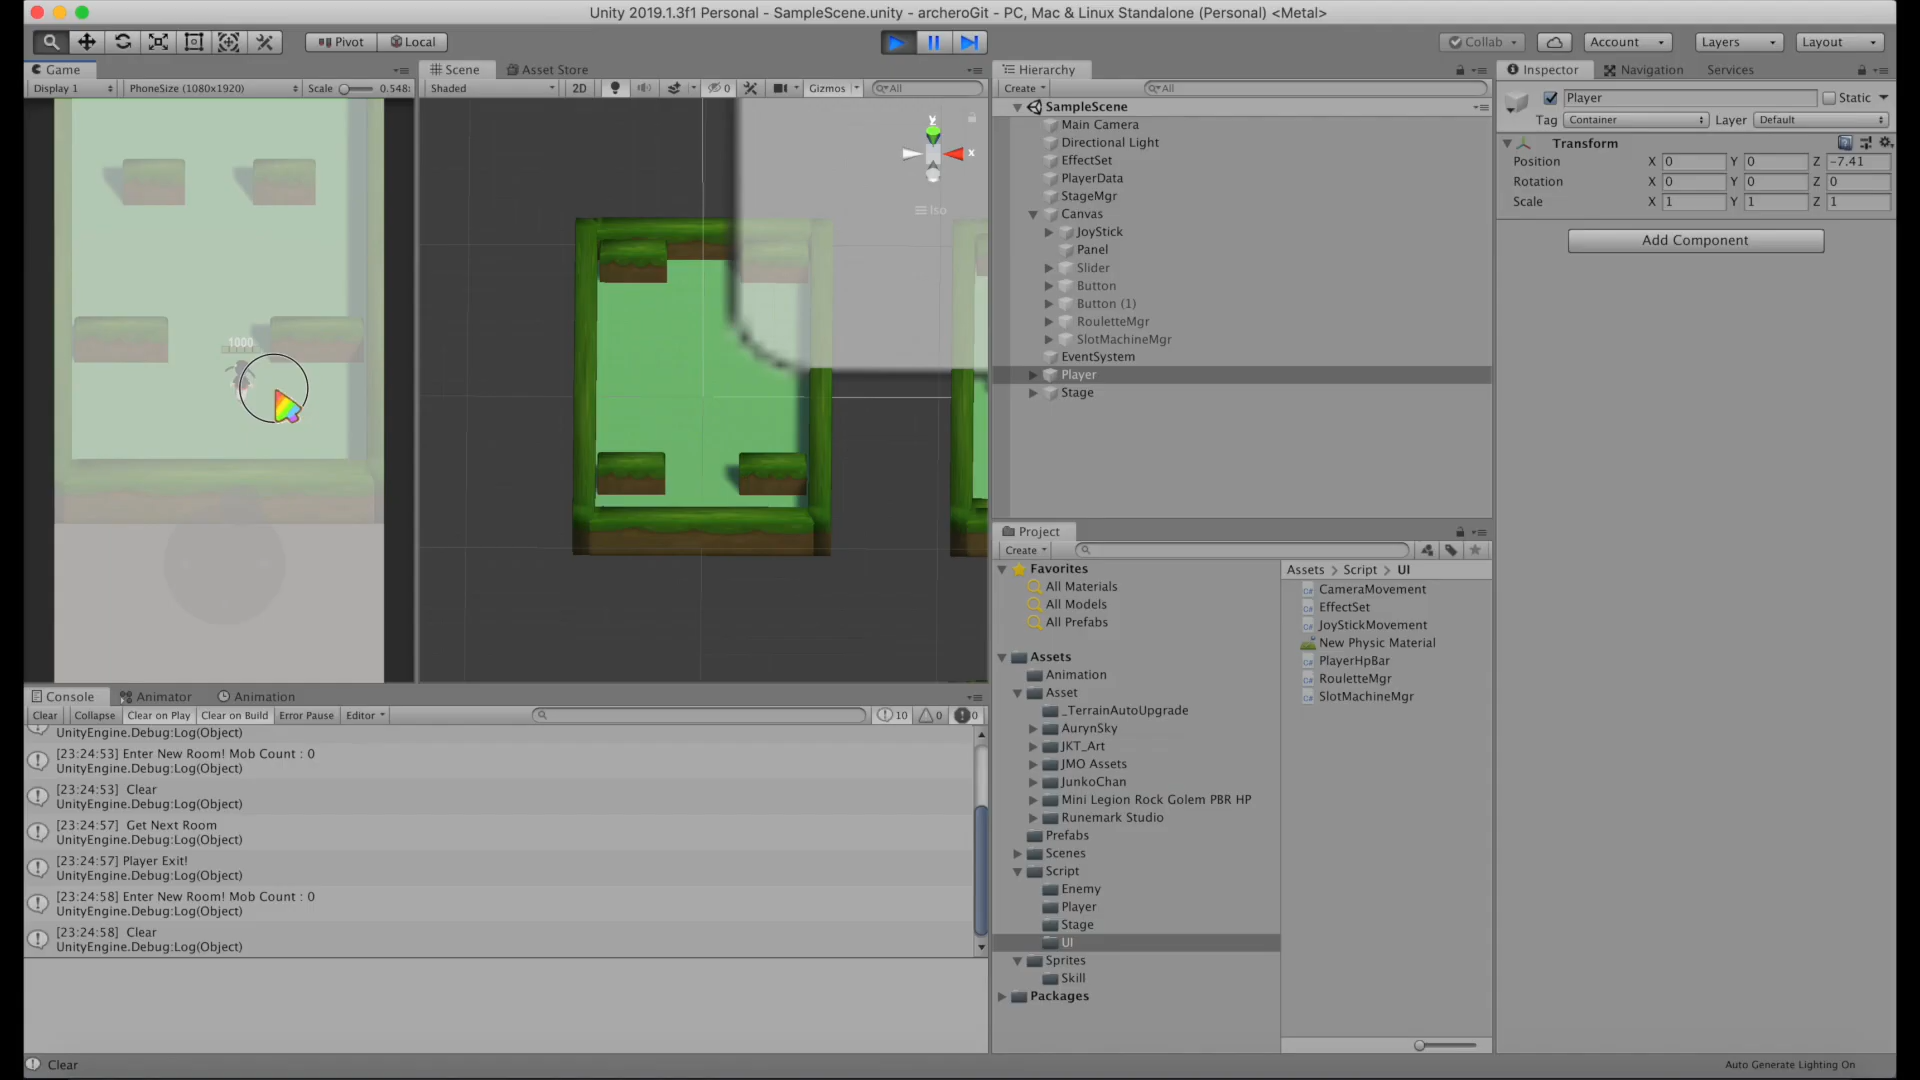 Unity 2019.1.3f1 Personal - SampleScene.unity - archeroGit - PC, Mac & Linux Standalone (Personal) <Metal>
Pivot Local Collab Account Layers Layout
Game Scene Asset Store Hierarchy Inspector Navigation Services
Display 1 PhoneSize (1080x1920) Scale 0.548: Shaded 2D 0 Gizmos All
Create All
Player Static
Tag Container Layer Default
Transform
Position X 0 Y 0 Z -7.41
Rotation X 0 Y 0 Z 0
Scale X 1 Y 1 Z 1
Add Component
SampleScene
Main Camera
Directional Light
EffectSet
PlayerData
StageMgr
Canvas
JoyStick
Panel
Slider
Button
Button (1)
RouletteMgr
SlotMachineMgr
EventSystem
Player
Stage
y
x
Iso
1000
Project
Create
Favorites
All Materials
All Models
All Prefabs
Assets
Animation
Asset
_TerrainAutoUpgrade
AurynSky
JKT_Art
JMO Assets
JunkoChan
Mini Legion Rock Golem PBR HP
Runemark Studio
Prefabs
Scenes
Script
Enemy
Player
Stage
UI
Sprites
Skill
Packages
Assets > Script > UI
CameraMovement
EffectSet
JoyStickMovement
New Physic Material
PlayerHpBar
RouletteMgr
SlotMachineMgr
Console Animator Animation
Clear Collapse Clear on Play Clear on Build Error Pause Editor 10 0 0
UnityEngine.Debug:Log(Object)
[23:24:53] Enter New Room! Mob Count : 0
UnityEngine.Debug:Log(Object)
[23:24:53]  Clear
UnityEngine.Debug:Log(Object)
[23:24:57]  Get Next Room
UnityEngine.Debug:Log(Object)
[23:24:57] Player Exit!
UnityEngine.Debug:Log(Object)
[23:24:58] Enter New Room! Mob Count : 0
UnityEngine.Debug:Log(Object)
[23:24:58]  Clear
UnityEngine.Debug:Log(Object)
Clear
Auto Generate Lighting On